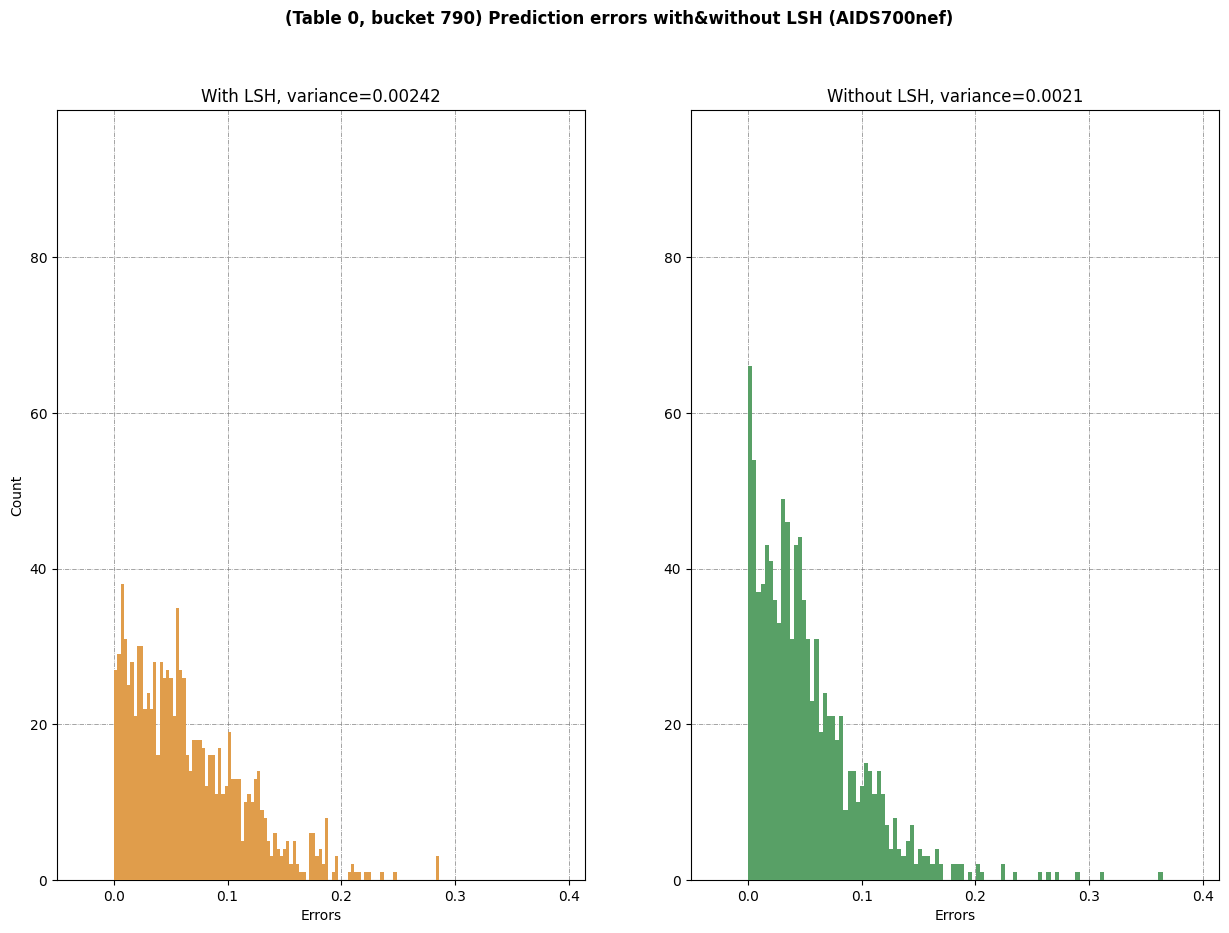 (Table 0, bucket 790) Prediction errors with&without LSH (AIDS700nef)
With LSH, variance=0.00242
80
60
40
20
0
Count
0.0 0.1 0.2 0.3 0.4
Errors
Without LSH, variance=0.0021
80
60
40
20
0
0.0 0.1 0.2 0.3 0.4
Errors